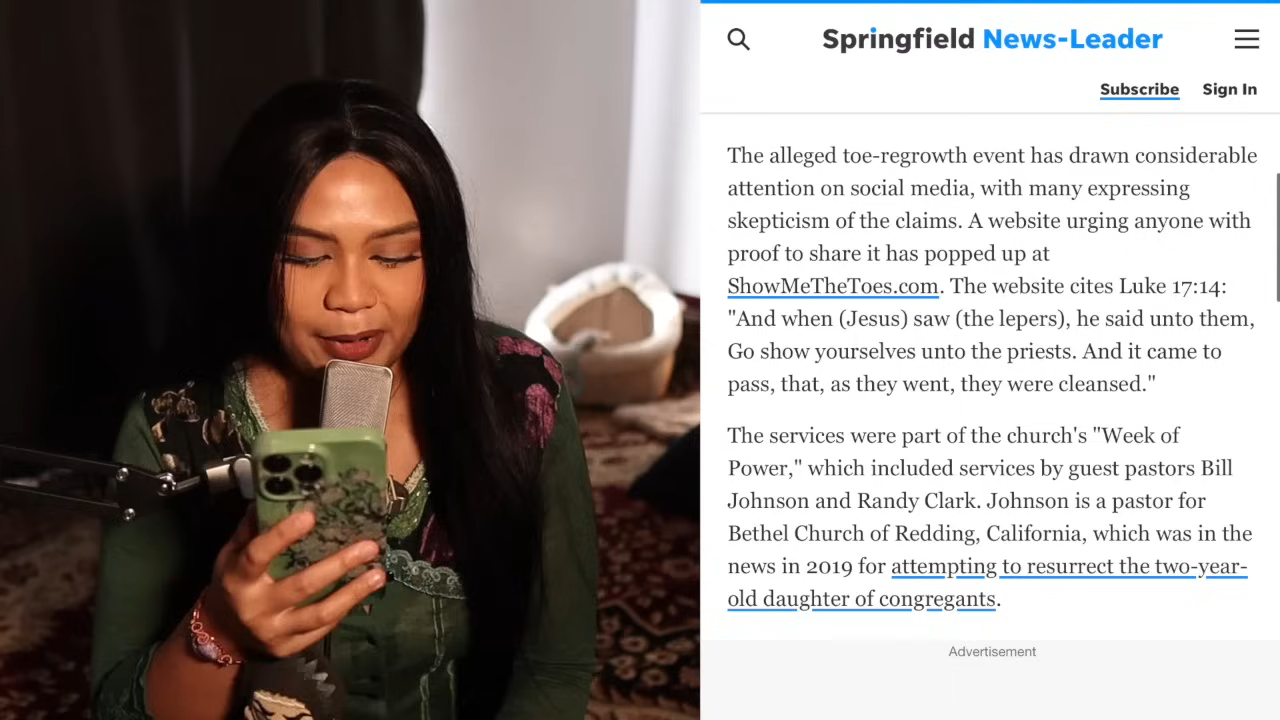 Springfield News-Leader
Subscribe Sign In
The alleged toe-regrowth event has drawn considerable
attention on social media, with many expressing
skepticism of the claims. A website urging anyone with
proof to share it has popped up at
ShowMeTheToes.com. The website cites Luke 17:14:
"And when (Jesus) saw (the lepers), he said unto them,
Go show yourselves unto the priests. And it came to
pass, that, as they went, they were cleansed."
The services were part of the church's "Week of
Power," which included services by guest pastors Bill
Johnson and Randy Clark. Johnson is a pastor for
Bethel Church of Redding, California, which was in the
news in 2019 for attempting to resurrect the two-year-
old daughter of congregants.
Advertisement